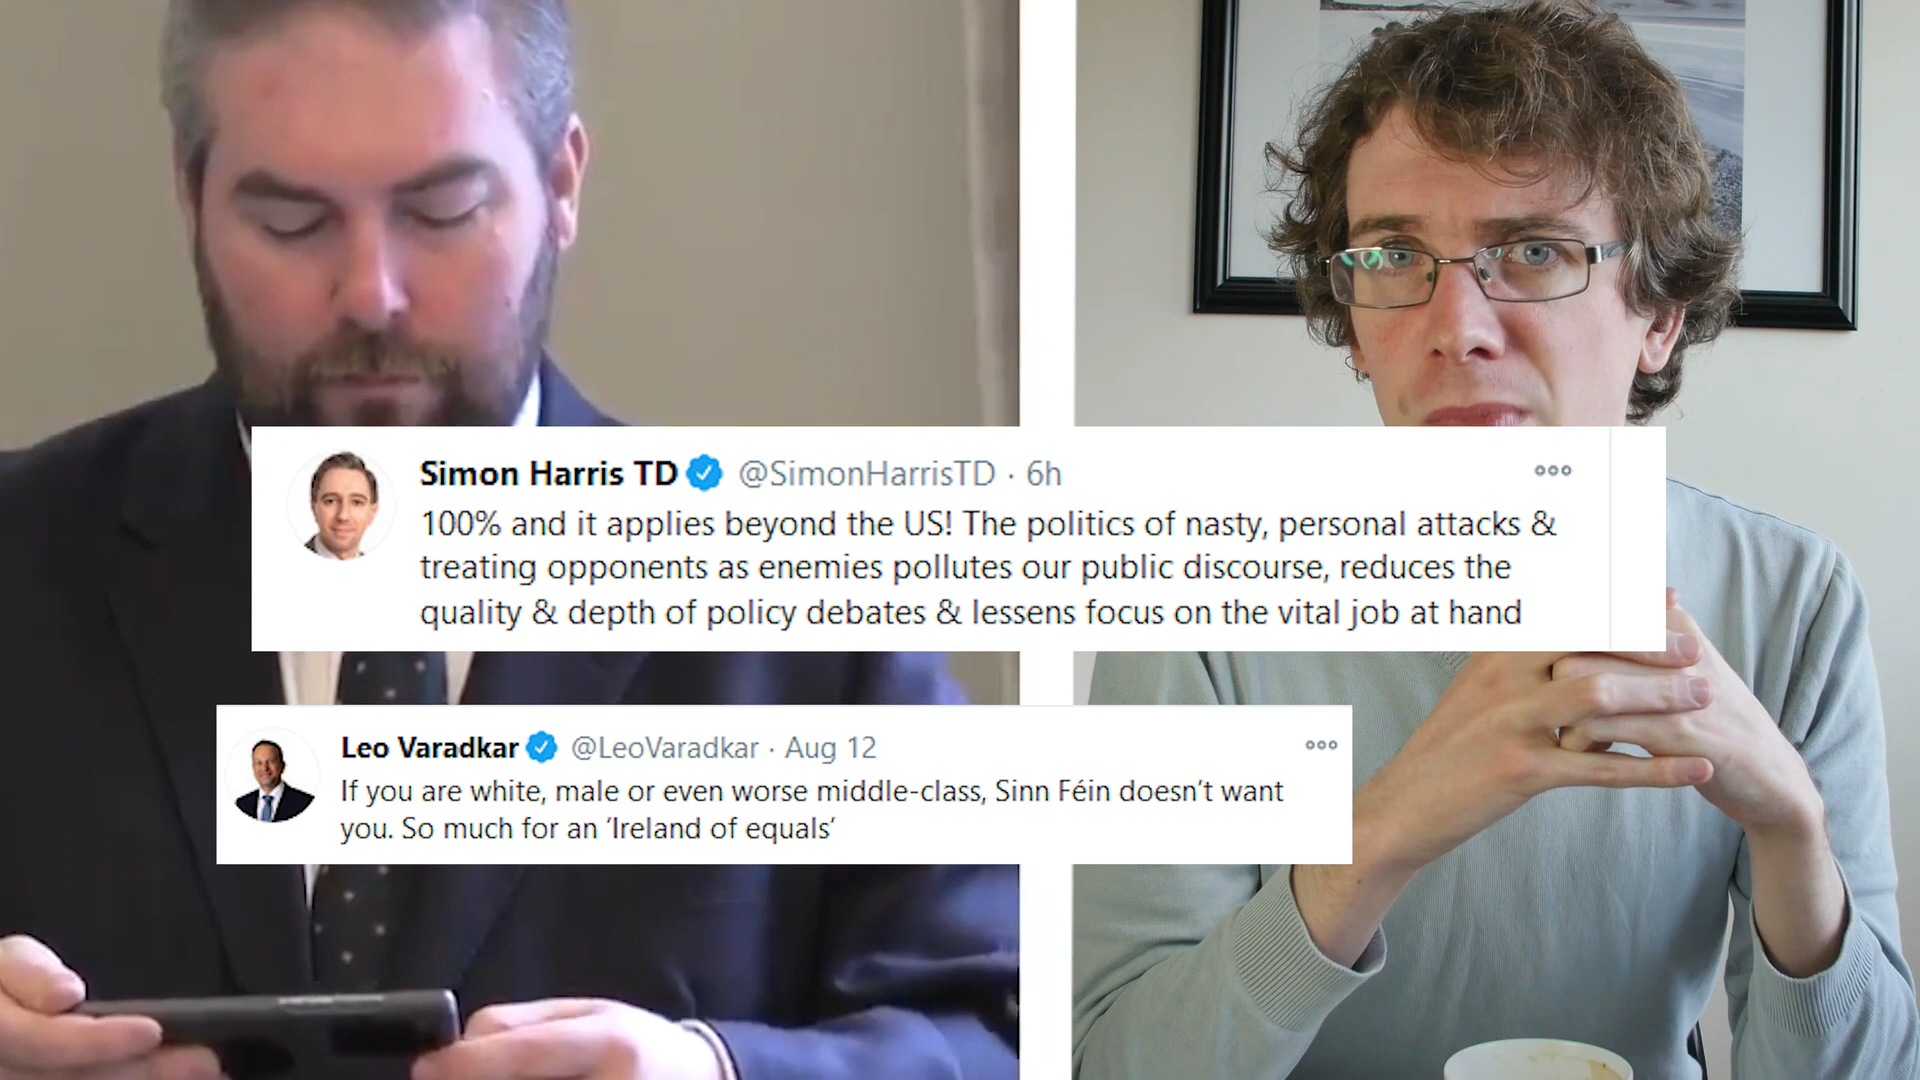 Simon Harris TD @SimonHarrisTD · 6h
100% and it applies beyond the US! The politics of nasty, personal attacks &
treating opponents as enemies pollutes our public discourse, reduces the
quality & depth of policy debates & lessens focus on the vital job at hand
Leo Varadkar @LeoVaradkar · Aug 12
If you are white, male or even worse middle-class, Sinn Féin doesn’t want
you. So much for an ‘Ireland of equals’